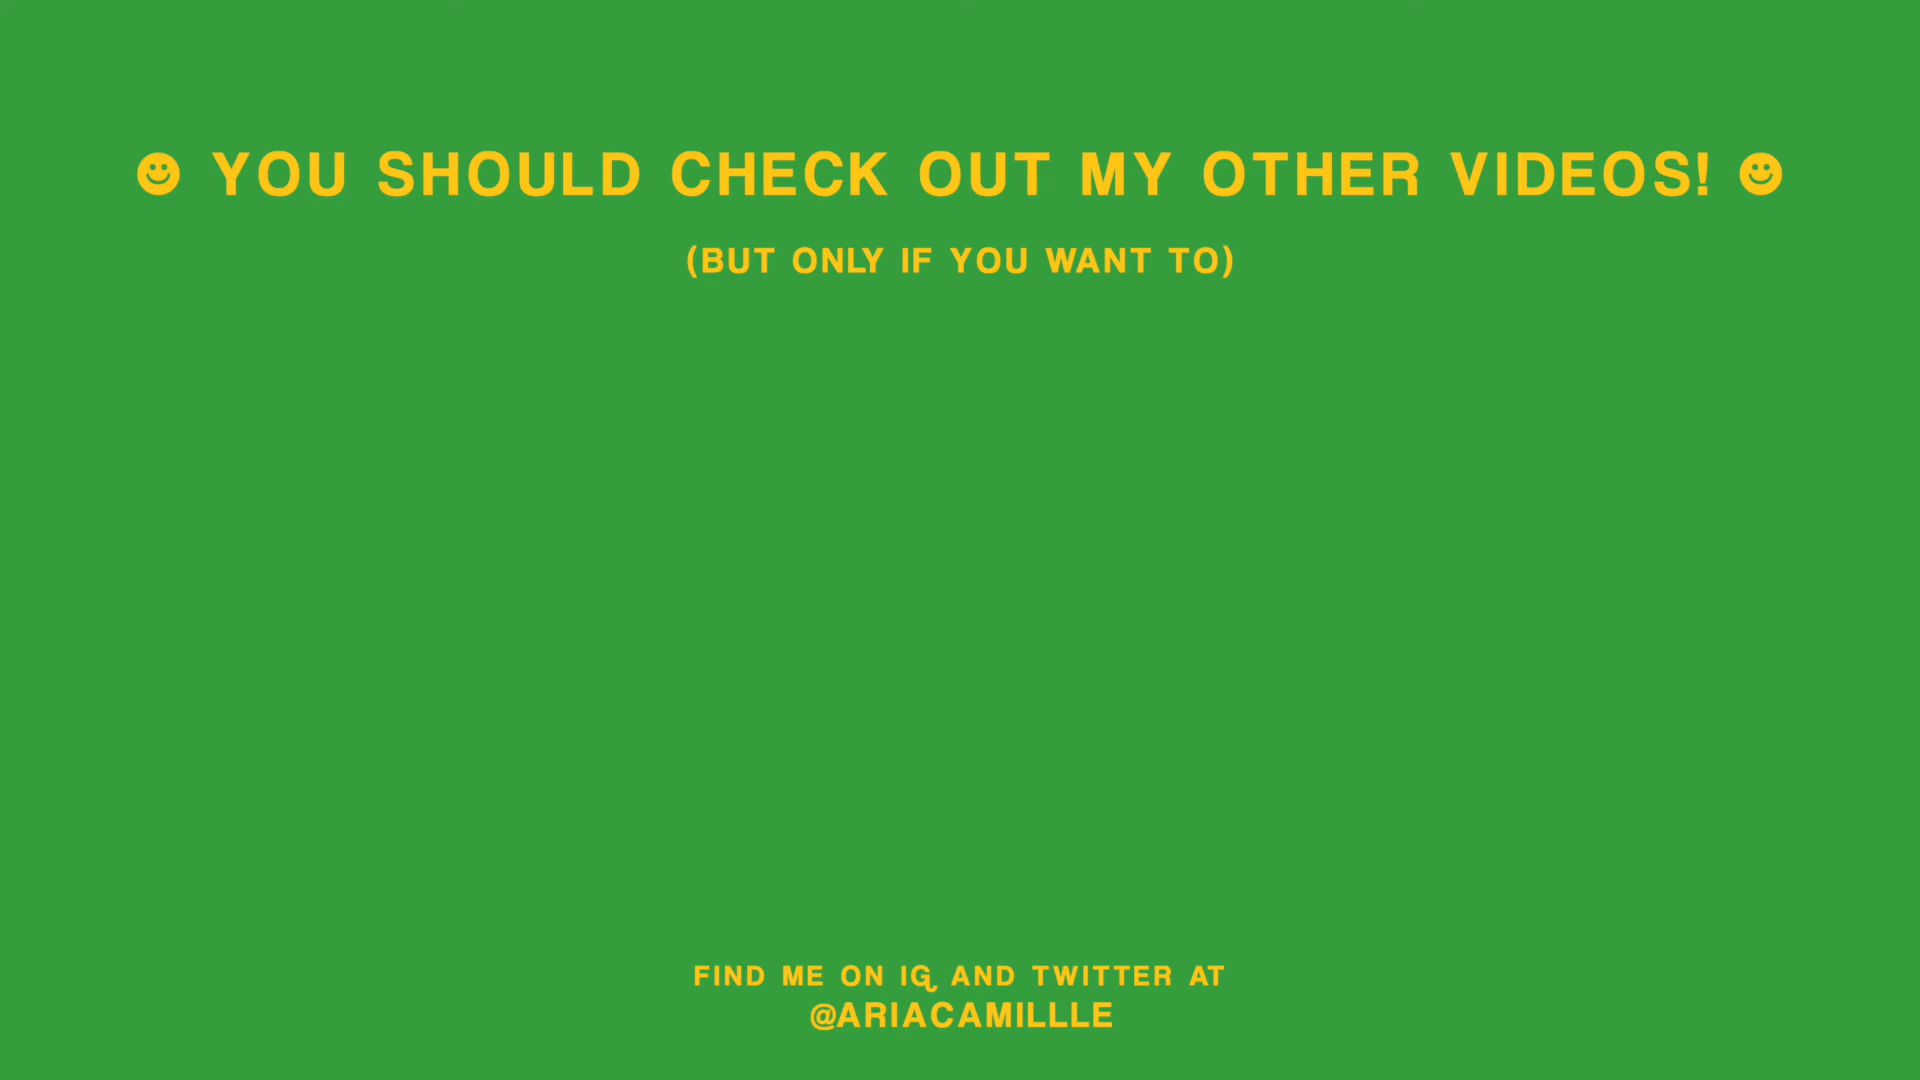 ☻ YOU SHOULD CHECK OUT MY OTHER VIDEOS! ☻
(BUT ONLY IF YOU WANT TO)
FIND ME ON IG AND TWITTER AT
@ARIACAMILLLE